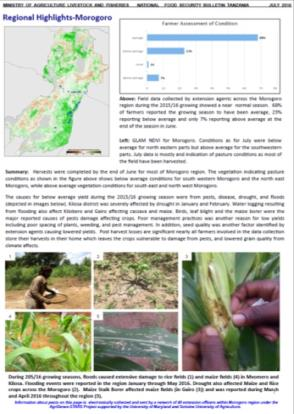 MINISTRY OF AGRICULTURE LIVESTOCK AND FISHERIES NATIONAL FOOD SECURITY BULLETIN TANZANIA JULY 2016
Regional Highlights-Morogoro
Farmer Assessment of Condition
Above: Field data collected by extension agents across the Morogoro
region during the 2015/16 growing showed a near normal season. 68%
of farmers reported the growing season to have been average, 23%
reporting below average and only 7% reporting above average at the
end of the season in June.
Left: GLAM NDVI for Morogoro. Conditions as for July were below
average for north eastern parts but above average for the southwestern
parts. July data is mostly and indication of pasture conditions as most of
the field have been harvested.
Summary: Harvests were completed by the end of June for most of Morogoro region. The vegetation indicating pasture
conditions as shown in the figure above shows below average conditions for south western Morogoro and the north east
Morogoro, while above average vegetation conditions for south-east and north west Morogoro.
The causes for below average yield during the 2015/16 growing season were from pests, disease, drought, and floods
(depicted in images below). Kilosa district was severely affected by drought in January and February. Water logging resulting
from flooding also affect Kilobero and Gairo affecting cassava and maize. Birds, leaf blight and the maize borer were the
major reported causes of pests damage affecting crops. Poor management practices was another reason for low yields
including poor spacing of plants, weeding, and pest management. In addition, seed quality was another factor identified by
extension agents causing lowered yields. Post harvest losses are significant nearly all farmers involved in the data collection
store their harvests in their home which leaves the crops vulnerable to damage from pests, and lowered grain quality from
climate affects.
1
2
3
4
During 205/16 growing seasons, floods caused extensive damage to rice fields (1) and maize fields (4) in Mvomero and
Kilosa. Flooding events were reported in the region January through May 2016. Drought also affected Maize and Rice
crops across the Morogoro (2). Maize Stalk Borer affected maize fields (in Gairo (3)) and was reported during March
and April 2016 throughout the region (3).
Information about pests on this page is electronically collected and sent by a network of 40 extension officers within Morogoro region under the
AgriSense-STARS Project supported by the University of Maryland and Sokoine University of Agriculture.